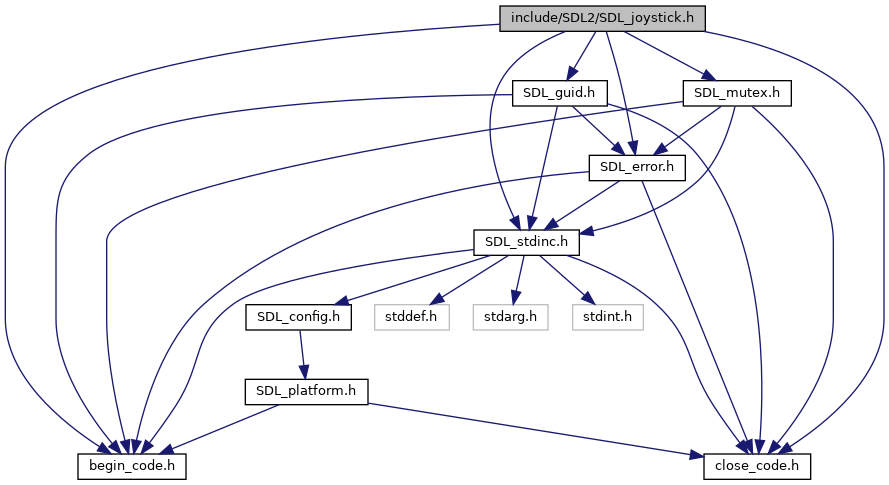 include/SDL2/SDL_joystick.h
SDL_guid.h
SDL_mutex.h
SDL_error.h
SDL_stdinc.h
SDL_config.h
stddef.h
stdarg.h
stdint.h
SDL_platform.h
begin_code.h
close_code.h